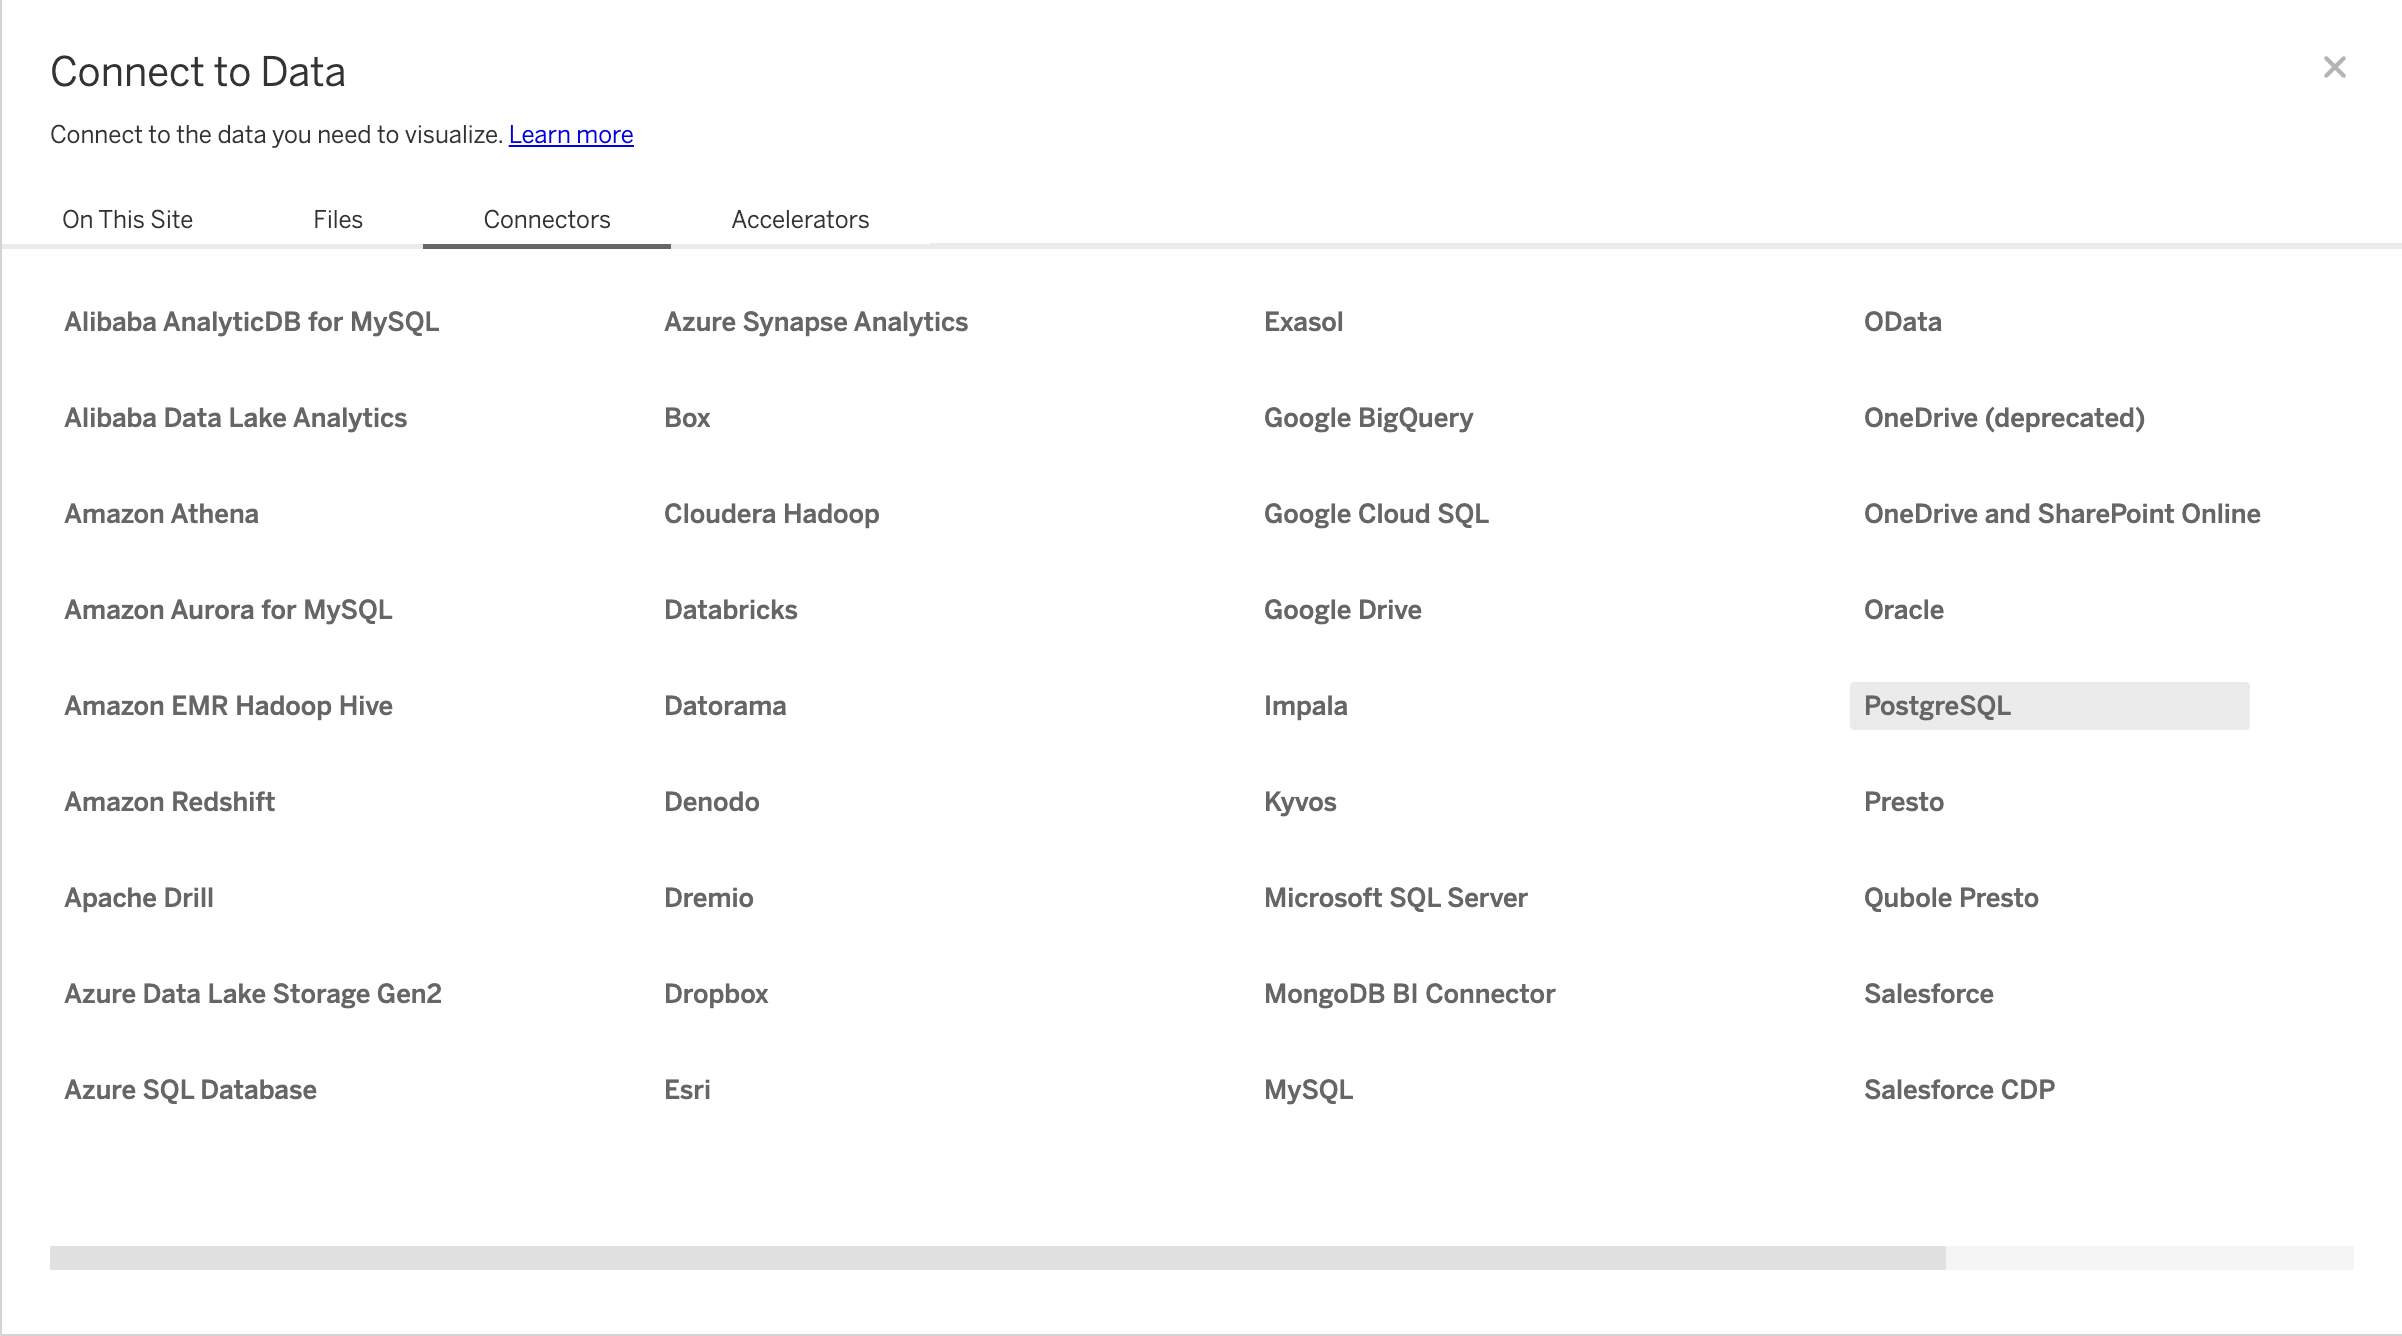 Connect to Data
Connect to the data you need to visualize. Learn more
On This Site Files Connectors Accelerators
Alibaba AnalyticDB for MySQL
Alibaba Data Lake Analytics
Amazon Athena
Amazon Aurora for MySQL
Amazon EMR Hadoop Hive
Amazon Redshift
Apache Drill
Azure Data Lake Storage Gen2
Azure SQL Database
Azure Synapse Analytics
Box
Cloudera Hadoop
Databricks
Datorama
Denodo
Dremio
Dropbox
Esri
Exasol
Google BigQuery
Google Cloud SQL
Google Drive
Impala
Kyvos
Microsoft SQL Server
MongoDB BI Connector
MySQL
OData
OneDrive (deprecated)
OneDrive and SharePoint Online
Oracle
PostgreSQL
Presto
Qubole Presto
Salesforce
Salesforce CDP